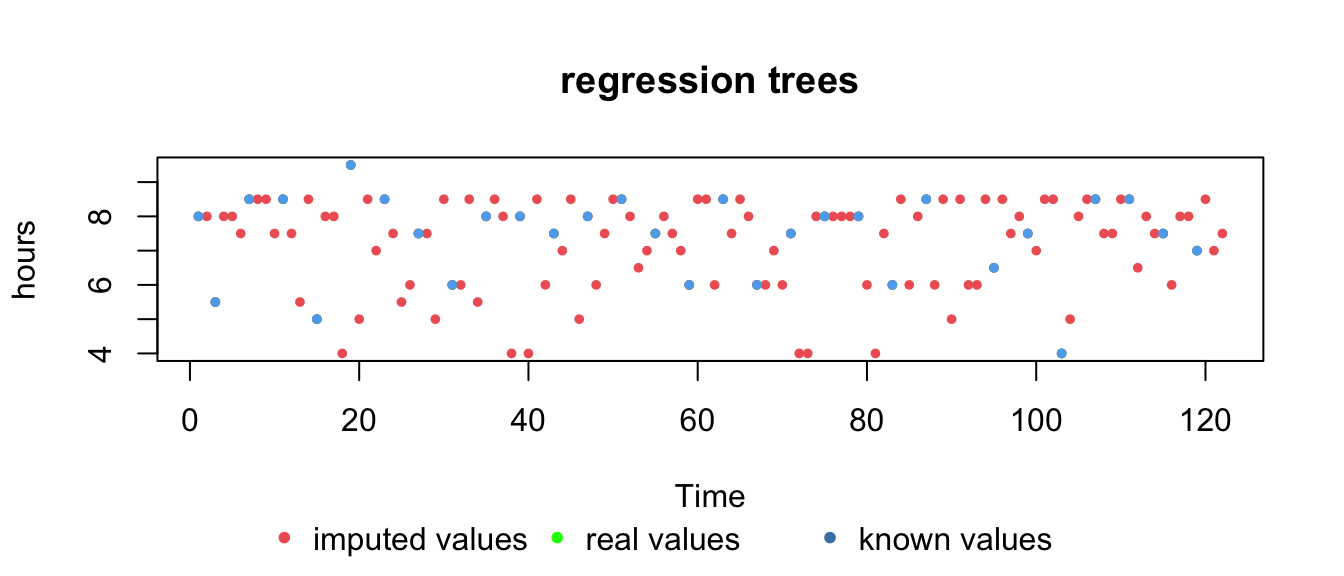 regression trees
hours
8
6
4
0 20 40 60 80 100 120
Time
imputed values real values known values